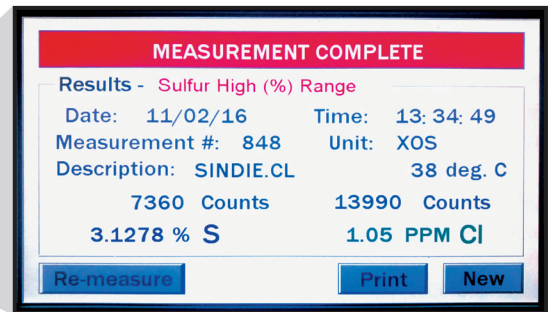 MEASUREMENT COMPLETE
Results - Sulfur High (%) Range
Date: 11/02/16 Time: 13:34:49
Measurement #: 848 Unit: XOS
Description: SINDIE.CL 38 deg. C
7360 Counts 13990 Counts
3.1278 % S 1.05 PPM Cl
Re-measure Print New